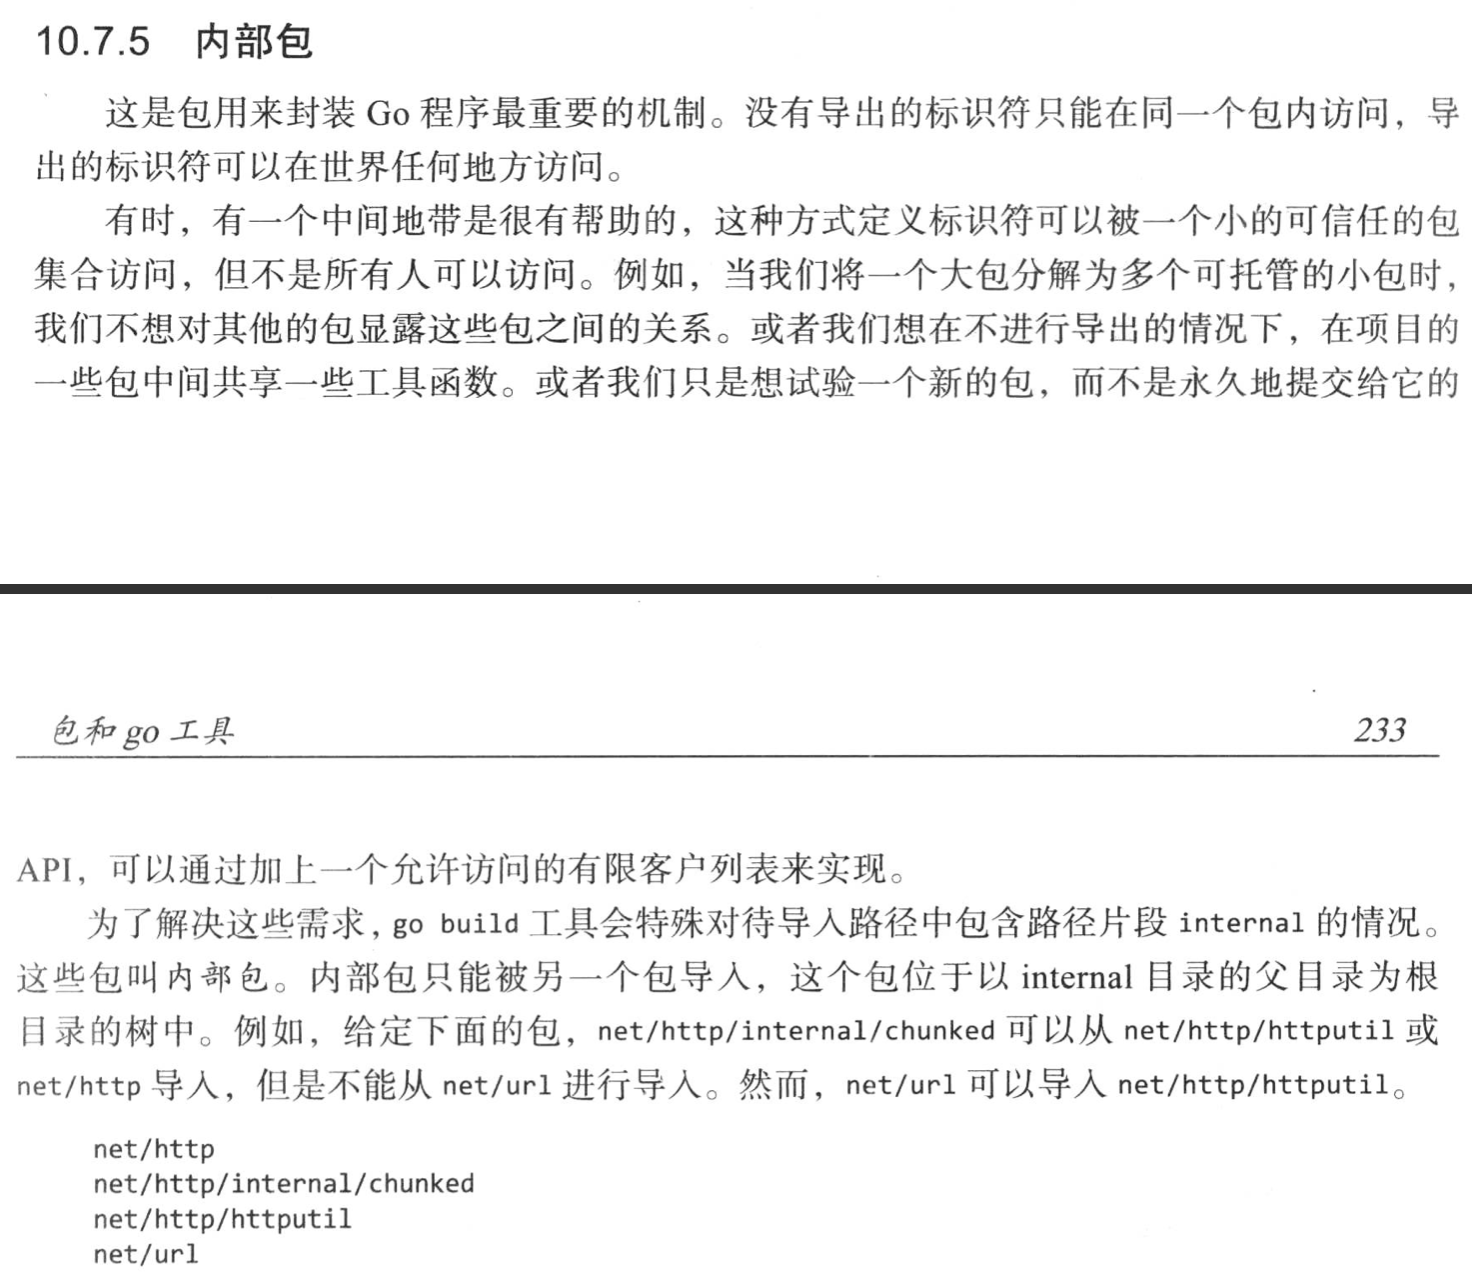 10.7.5 内部包
这是包用来封装 Go 程序最重要的机制。没有导出的标识符只能在同一个包内访问，导
出的标识符可以在世界任何地方访问。
有时，有一个中间地带是很有帮助的，这种方式定义标识符可以被一个小的可信任的包
集合访问，但不是所有人可以访问。例如，当我们将一个大包分解为多个可托管的小包时，
我们不想对其他的包显露这些包之间的关系。或者我们想在不进行导出的情况下，在项目的
一些包中间共享一些工具函数。或者我们只是想试验一个新的包，而不是永久地提交给它的
包和 go 工具 233
API，可以通过加上一个允许访问的有限客户列表来实现。
为了解决这些需求，go build 工具会特殊对待导入路径中包含路径片段 internal 的情况。
这些包叫内部包。内部包只能被另一个包导入，这个包位于以 internal 目录的父目录为根
目录的树中。例如，给定下面的包，net/http/internal/chunked 可以从 net/http/httputil 或
net/http 导入，但是不能从 net/url 进行导入。然而，net/url 可以导入 net/http/httputil。
net/http
net/http/internal/chunked
net/http/httputil
net/url